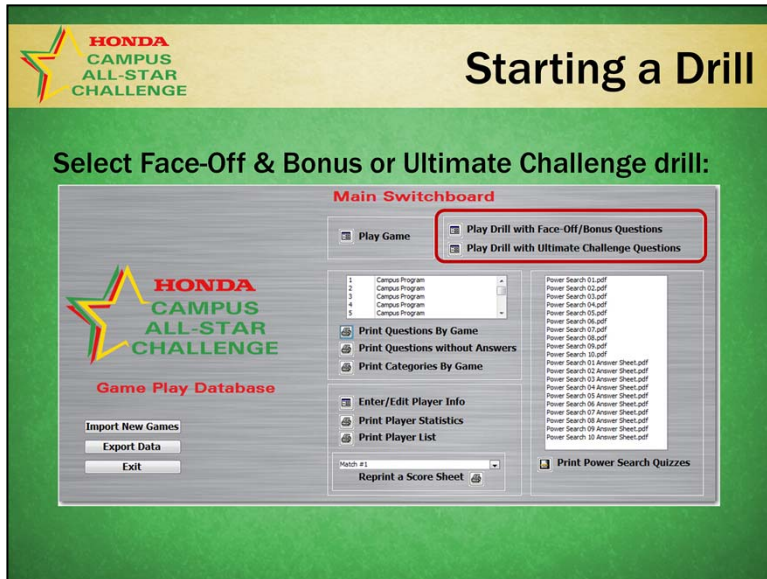 HONDA
CAMPUS
ALL-STAR
CHALLENGE
Starting a Drill
Select Face-Off & Bonus or Ultimate Challenge drill:
Main Switchboard
Play Game
Play Drill with Face-Off/Bonus Questions
Play Drill with Ultimate Challenge Questions
HONDA
CAMPUS
ALL-STAR
CHALLENGE
Game Play Database
Import New Games
Export Data
Exit
1 Campus Program
2 Campus Program
3 Campus Program
4 Campus Program
5 Campus Program
Print Questions By Game
Print Questions without Answers
Print Categories By Game
Enter/Edit Player Info
Print Player Statistics
Print Player List
Match #1
Reprint a Score Sheet
Power Search 01.pdf
Power Search 02.pdf
Power Search 03.pdf
Power Search 04.pdf
Power Search 05.pdf
Power Search 06.pdf
Power Search 07.pdf
Power Search 08.pdf
Power Search 09.pdf
Power Search 10.pdf
Power Search 01 Answer Sheet.pdf
Power Search 02 Answer Sheet.pdf
Power Search 03 Answer Sheet.pdf
Power Search 04 Answer Sheet.pdf
Power Search 05 Answer Sheet.pdf
Power Search 06 Answer Sheet.pdf
Power Search 07 Answer Sheet.pdf
Power Search 08 Answer Sheet.pdf
Power Search 09 Answer Sheet.pdf
Power Search 10 Answer Sheet.pdf
Print Power Search Quizzes